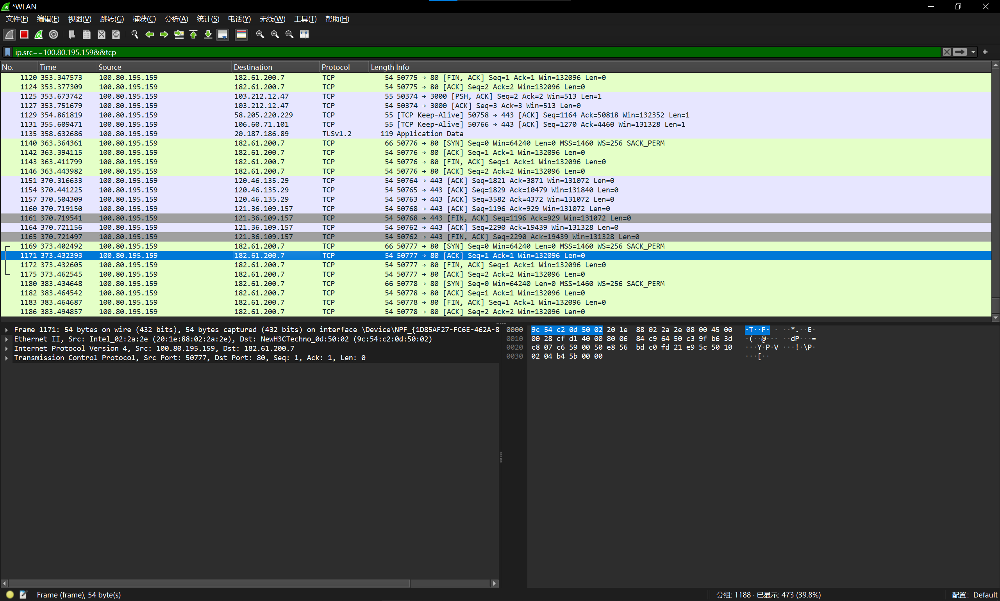 *WLAN
文件(F) 编辑(E) 视图(V) 跳转(G) 捕获(C) 分析(A) 统计(S) 电话(Y) 无线(W) 工具(T) 帮助(H)
ip.src==100.80.195.159&&tcp
No. Time Source Destination Protocol Length Info
1120 353.347573 100.80.195.159 182.61.200.7 TCP 54 50775 → 80 [FIN, ACK] Seq=1 Ack=1 Win=132096 Len=0
1124 353.377309 100.80.195.159 182.61.200.7 TCP 54 50775 → 80 [ACK] Seq=2 Ack=2 Win=132096 Len=0
1125 353.673742 100.80.195.159 103.212.12.47 TCP 55 50374 → 3000 [PSH, ACK] Seq=2 Ack=2 Win=513 Len=1
1127 353.751679 100.80.195.159 103.212.12.47 TCP 54 50374 → 3000 [ACK] Seq=3 Ack=3 Win=513 Len=0
1129 354.861819 100.80.195.159 58.205.220.229 TCP 55 [TCP Keep-Alive] 50758 → 443 [ACK] Seq=1164 Ack=50818 Win=132352 Len=1
1131 355.609471 100.80.195.159 106.60.71.101 TCP 55 [TCP Keep-Alive] 50766 → 443 [ACK] Seq=1270 Ack=4460 Win=131328 Len=1
1135 358.632686 100.80.195.159 20.187.186.89 TLSv1.2 119 Application Data
1140 363.364361 100.80.195.159 182.61.200.7 TCP 66 50776 → 80 [SYN] Seq=0 Win=64240 Len=0 MSS=1460 WS=256 SACK_PERM
1142 363.394115 100.80.195.159 182.61.200.7 TCP 54 50776 → 80 [ACK] Seq=1 Ack=1 Win=132096 Len=0
1143 363.411799 100.80.195.159 182.61.200.7 TCP 54 50776 → 80 [FIN, ACK] Seq=1 Ack=1 Win=132096 Len=0
1146 363.443982 100.80.195.159 182.61.200.7 TCP 54 50776 → 80 [ACK] Seq=2 Ack=2 Win=132096 Len=0
1151 370.316633 100.80.195.159 120.46.135.29 TCP 54 50764 → 443 [ACK] Seq=1821 Ack=3871 Win=131072 Len=0
1154 370.441225 100.80.195.159 120.46.135.29 TCP 54 50765 → 443 [ACK] Seq=1829 Ack=10479 Win=131840 Len=0
1157 370.504309 100.80.195.159 120.46.135.29 TCP 54 50763 → 443 [ACK] Seq=3582 Ack=4372 Win=131072 Len=0
1160 370.719150 100.80.195.159 121.36.109.157 TCP 54 50768 → 443 [ACK] Seq=1196 Ack=929 Win=131072 Len=0
1161 370.719541 100.80.195.159 121.36.109.157 TCP 54 50768 → 443 [FIN, ACK] Seq=1196 Ack=929 Win=131072 Len=0
1164 370.721156 100.80.195.159 121.36.109.157 TCP 54 50762 → 443 [ACK] Seq=2290 Ack=19439 Win=131328 Len=0
1165 370.721497 100.80.195.159 121.36.109.157 TCP 54 50762 → 443 [FIN, ACK] Seq=2290 Ack=19439 Win=131328 Len=0
1169 373.402492 100.80.195.159 182.61.200.7 TCP 66 50777 → 80 [SYN] Seq=0 Win=64240 Len=0 MSS=1460 WS=256 SACK_PERM
1171 373.432393 100.80.195.159 182.61.200.7 TCP 54 50777 → 80 [ACK] Seq=1 Ack=1 Win=132096 Len=0
1172 373.432605 100.80.195.159 182.61.200.7 TCP 54 50777 → 80 [FIN, ACK] Seq=1 Ack=1 Win=132096 Len=0
1175 373.462545 100.80.195.159 182.61.200.7 TCP 54 50777 → 80 [ACK] Seq=2 Ack=2 Win=132096 Len=0
1180 383.434648 100.80.195.159 182.61.200.7 TCP 66 50778 → 80 [SYN] Seq=0 Win=64240 Len=0 MSS=1460 WS=256 SACK_PERM
1182 383.464542 100.80.195.159 182.61.200.7 TCP 54 50778 → 80 [ACK] Seq=1 Ack=1 Win=132096 Len=0
1183 383.464687 100.80.195.159 182.61.200.7 TCP 54 50778 → 80 [FIN, ACK] Seq=1 Ack=1 Win=132096 Len=0
1186 383.494857 100.80.195.159 182.61.200.7 TCP 54 50778 → 80 [ACK] Seq=2 Ack=2 Win=132096 Len=0
Frame 1171: 54 bytes on wire (432 bits), 54 bytes captured (432 bits) on interface \Device\NPF_{1D85AF27-FC6E-462A-8
Ethernet II, Src: Intel_02:2a:2e (20:1e:88:02:2a:2e), Dst: NewH3CTechno_0d:50:02 (9c:54:c2:0d:50:02)
Internet Protocol Version 4, Src: 100.80.195.159, Dst: 182.61.200.7
Transmission Control Protocol, Src Port: 50777, Dst Port: 80, Seq: 1, Ack: 1, Len: 0
0000 9c 54 c2 0d 50 02 20 1e 88 02 2a 2e 08 00 45 00 ·T··P· · ··*.··E·
0010 00 28 cf d1 40 00 80 06 84 c9 64 50 c3 9f b6 3d ·(··@··· ··dP···=
0020 c8 07 c6 59 00 50 e8 56 bd c0 fd 21 e9 5c 50 10 ···Y·P·V ···!·\P·
0030 02 04 b4 5b 00 00 ···[··
Frame (frame), 54 byte(s)
分组: 1188 · 已显示: 473 (39.8%)
配置: Default